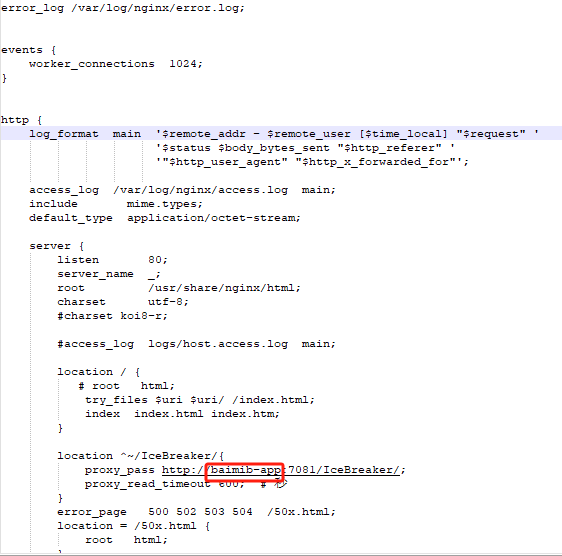 error_log /var/log/nginx/error.log;
events {
worker_connections 1024;
}
http {
log_format main '$remote_addr - $remote_user [$time_local] "$request" '
'$status $body_bytes_sent "$http_referer" '
'"$http_user_agent" "$http_x_forwarded_for"';
access_log /var/log/nginx/access.log main;
include mime.types;
default_type application/octet-stream;
server {
listen 80;
server_name _;
root /usr/share/nginx/html;
charset utf-8;
#charset koi8-r;
#access_log logs/host.access.log main;
location / {
# root html;
try_files $uri $uri/ /index.html;
index index.html index.htm;
}
location ^~/IceBreaker/{
proxy_pass http://baimib-app:7081/IceBreaker/;
proxy_read_timeout 600; # 秒
}
error_page 500 502 503 504 /50x.html;
location = /50x.html {
root html;
}